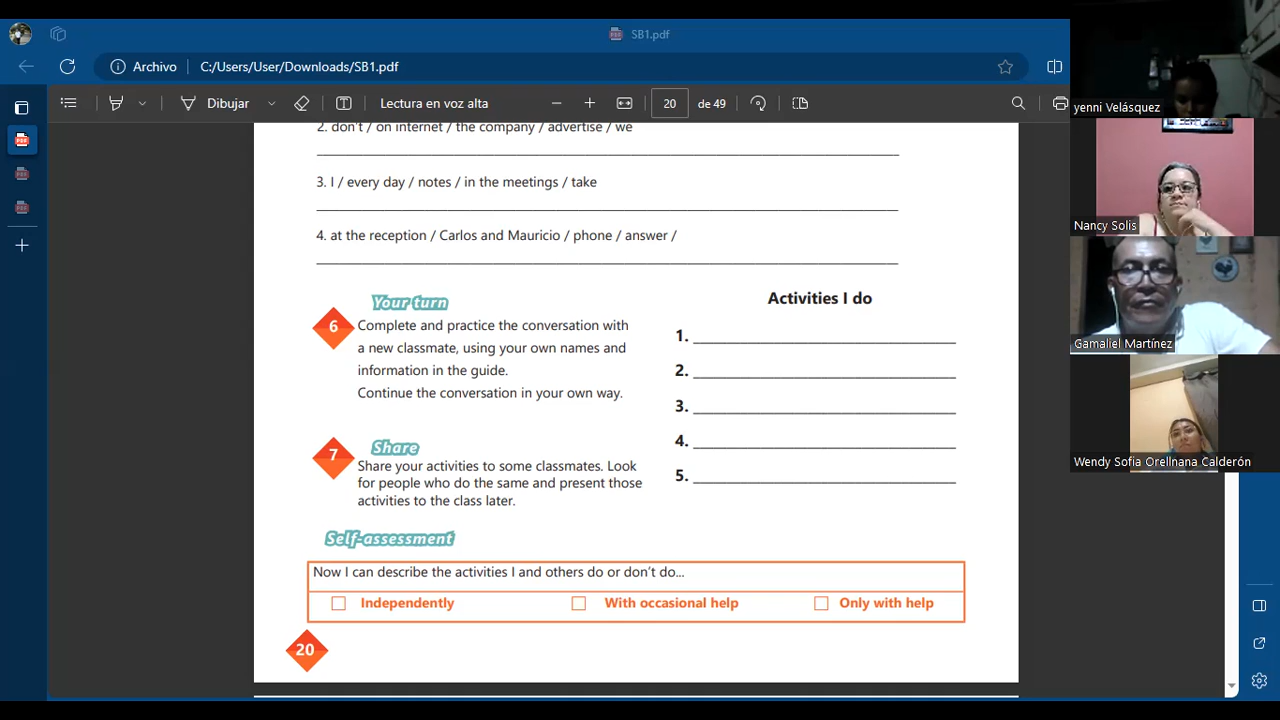 SB1.pdf
Archivo
C:/Users/User/Downloads/SB1.pdf
Dibujar
Lectura en voz alta
20
de 49
2. don't / on internet / the company / advertise / we
3. I / every day / notes / in the meetings / take
4. at the reception / Carlos and Mauricio / phone / answer /
Your turn
6
Complete and practice the conversation with
a new classmate, using your own names and
information in the guide.
Continue the conversation in your own way.
Activities I do
1.
2.
3.
4.
5.
Share
7
Share your activities to some classmates. Look
for people who do the same and present those
activities to the class later.
Self-assessment
Now I can describe the activities I and others do or don't do...
Independently
With occasional help
Only with help
20
yenni Velásquez
Nancy Solis
Gamaliel Martínez
Wendy Sofia Orellnana Calderón